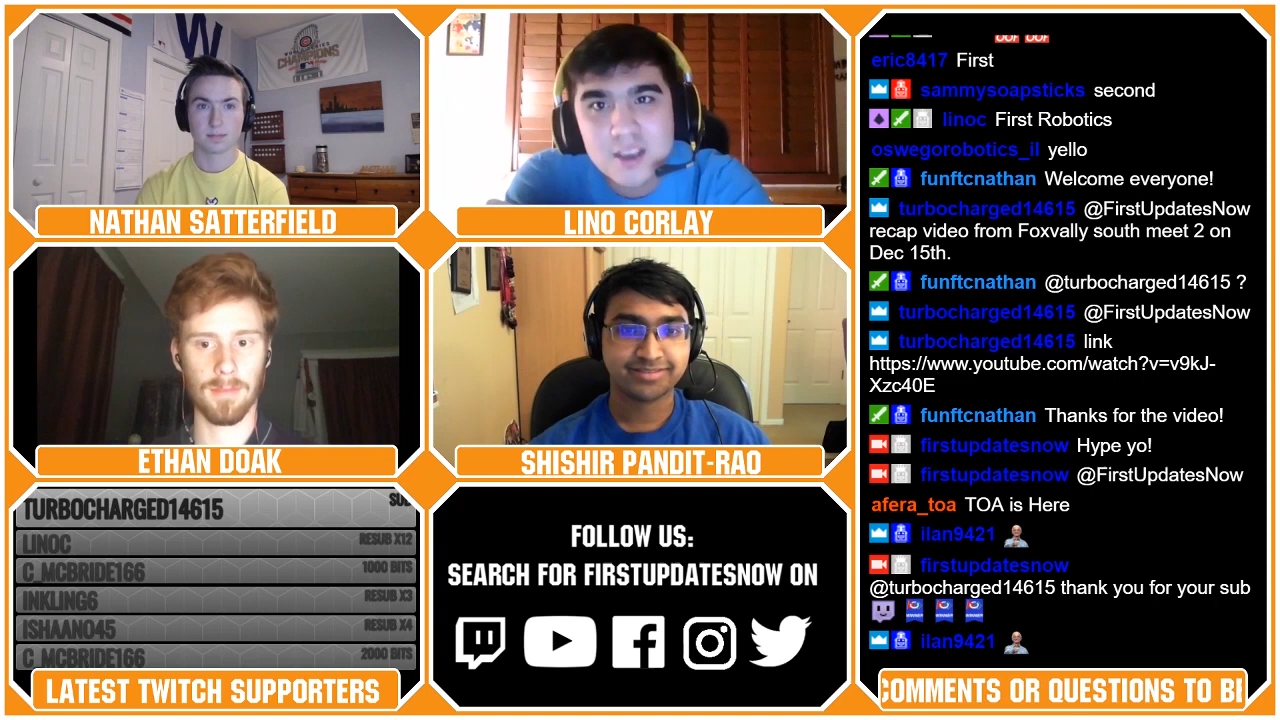 W
WORLD SERIES
CHAMPIONS
NATHAN SATTERFIELD
LINO CORLAY
ETHAN DOAK
SHISHIR PANDIT-RAO
TURBOCHARGED14615 SUB
LINOC RESUB X12
C_MCBRIDE166 1000 BITS
INKLING6 RESUB X3
ISHAAN045 RESUB X4
C_MCBRIDE166 2000 BITS
LATEST TWITCH SUPPORTERS
FOLLOW US:
SEARCH FOR FIRSTUPDATESNOW ON
eric8417 First
sammysoapsticks second
linoc First Robotics
oswegorobotics_il yello
funftcnathan Welcome everyone!
turbocharged14615 @FirstUpdatesNow
recap video from Foxvally south meet 2 on
Dec 15th.
funftcnathan @turbocharged14615 ?
turbocharged14615 @FirstUpdatesNow
turbocharged14615 link
https://www.youtube.com/watch?v=v9kJ-
Xzc40E
funftcnathan Thanks for the video!
firstupdatesnow Hype yo!
firstupdatesnow @FirstUpdatesNow
afera_toa TOA is Here
ilan9421
firstupdatesnow
@turbocharged14615 thank you for your sub
ilan9421
COMMENTS OR QUESTIONS TO BE